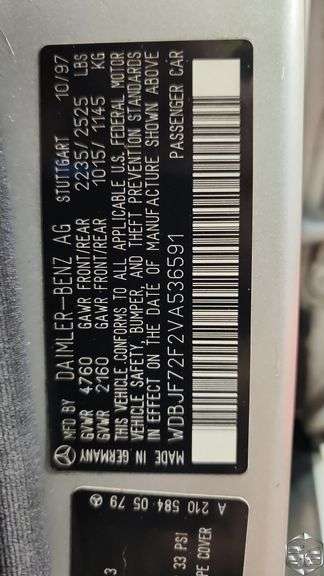 MFD BY DAIMLER-BENZ AG STUTTGART 10/97
GVWR 4760 GAWR FRONT/REAR 2235/2525 LBS
GVWR 2160 GAWR FRONT/REAR 1015/1145 KG
THIS VEHICLE CONFORMS TO ALL APPLICABLE U.S. FEDERAL MOTOR
VEHICLE SAFETY, BUMPER, AND THEFT PREVENTION STANDARDS
IN EFFECT ON THE DATE OF MANUFACTURE SHOWN ABOVE
MADE IN GERMANY WDBJF72F2VA536591 PASSENGER CAR
A 210 584 05 79
3
33 PSI
PE COVER